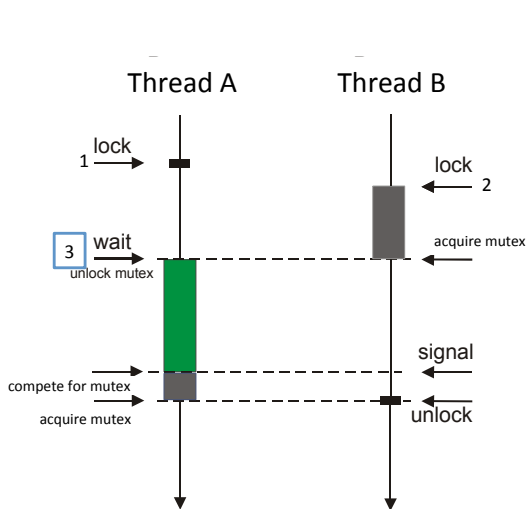 Thread A
Thread B
lock
1
lock
2
3
wait
unlock mutex
acquire mutex
signal
compete for mutex
acquire mutex
unlock